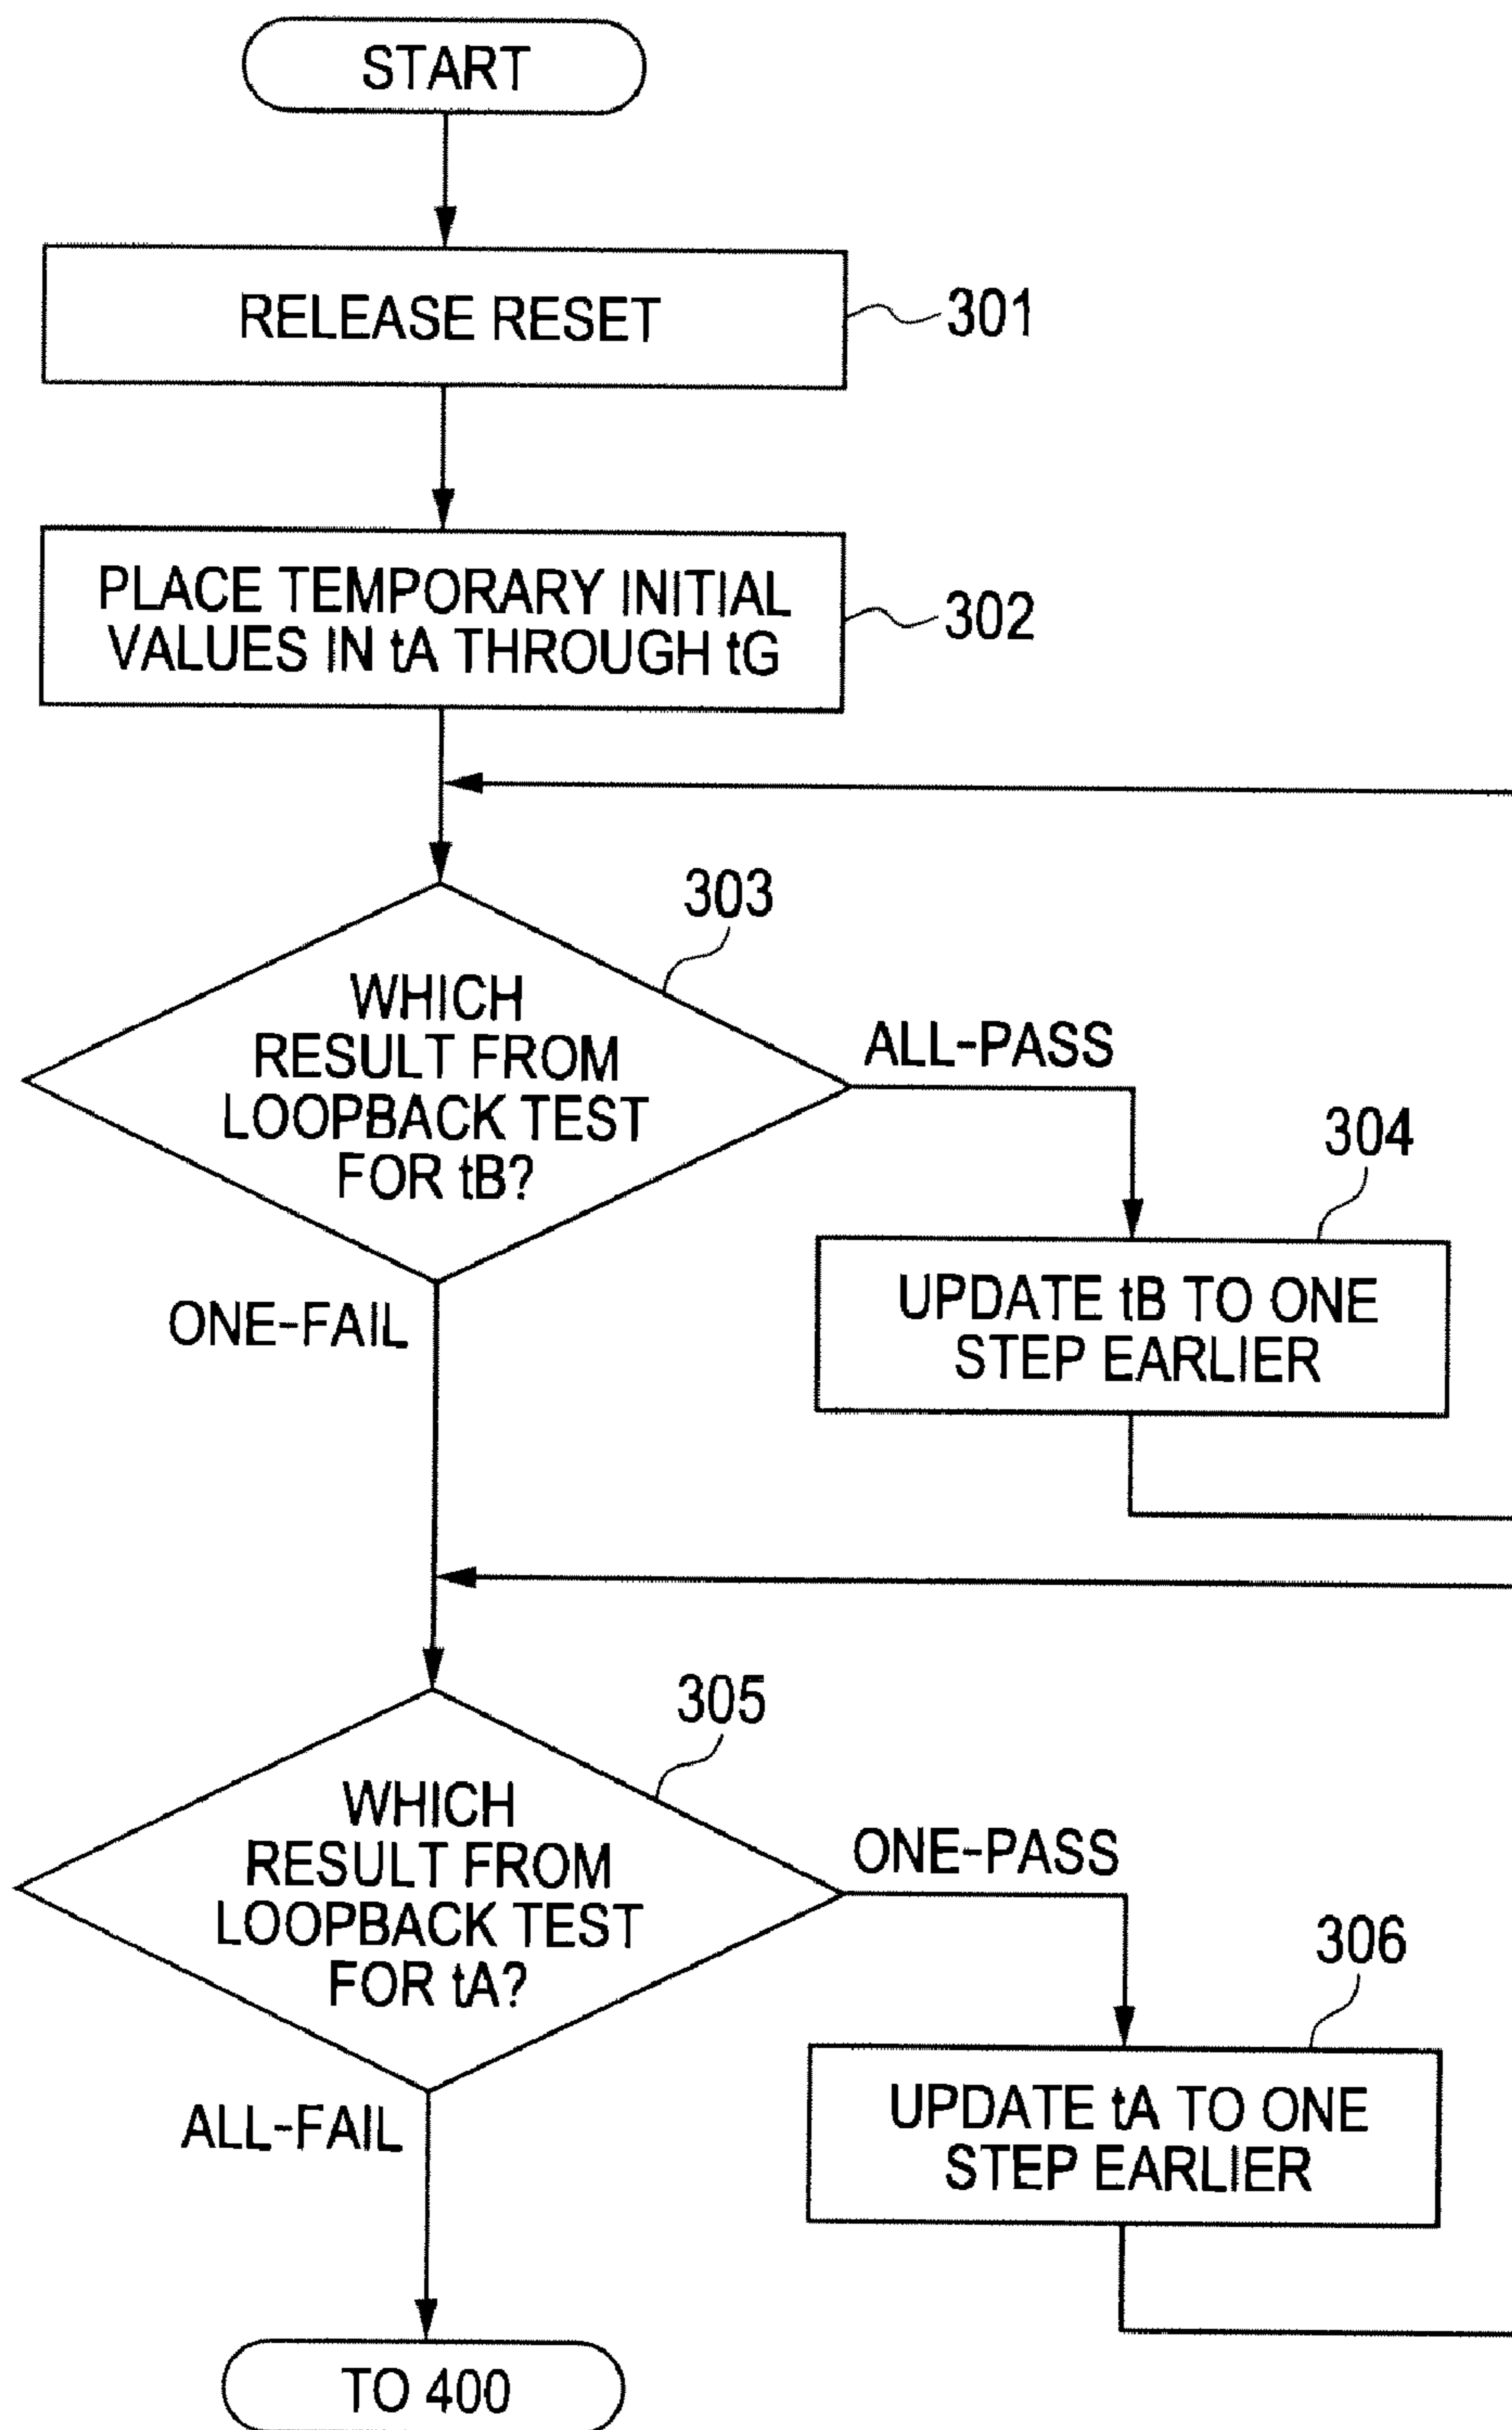 START
RELEASE RESET
301
PLACE TEMPORARY INITIAL
VALUES IN tA THROUGH tG
302
303
WHICH
RESULT FROM
LOOPBACK TEST
FOR tB?
ALL-PASS
304
UPDATE tB TO ONE
STEP EARLIER
ONE-FAIL
305
WHICH
RESULT FROM
LOOPBACK TEST
FOR tA?
ONE-PASS
306
UPDATE tA TO ONE
STEP EARLIER
ALL-FAIL
TO 400